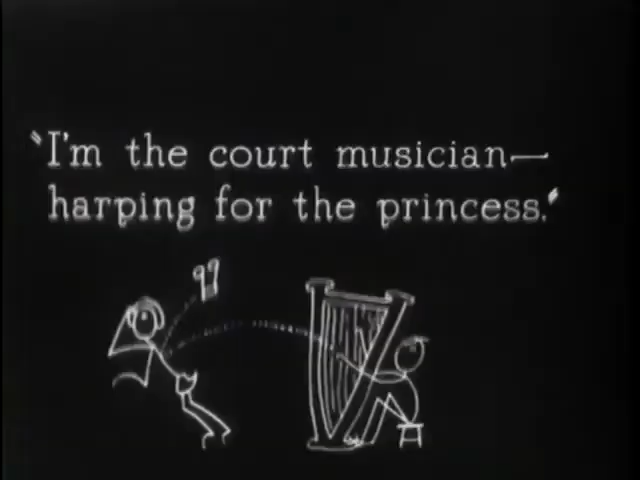 "I'm the court musician—
harping for the princess."